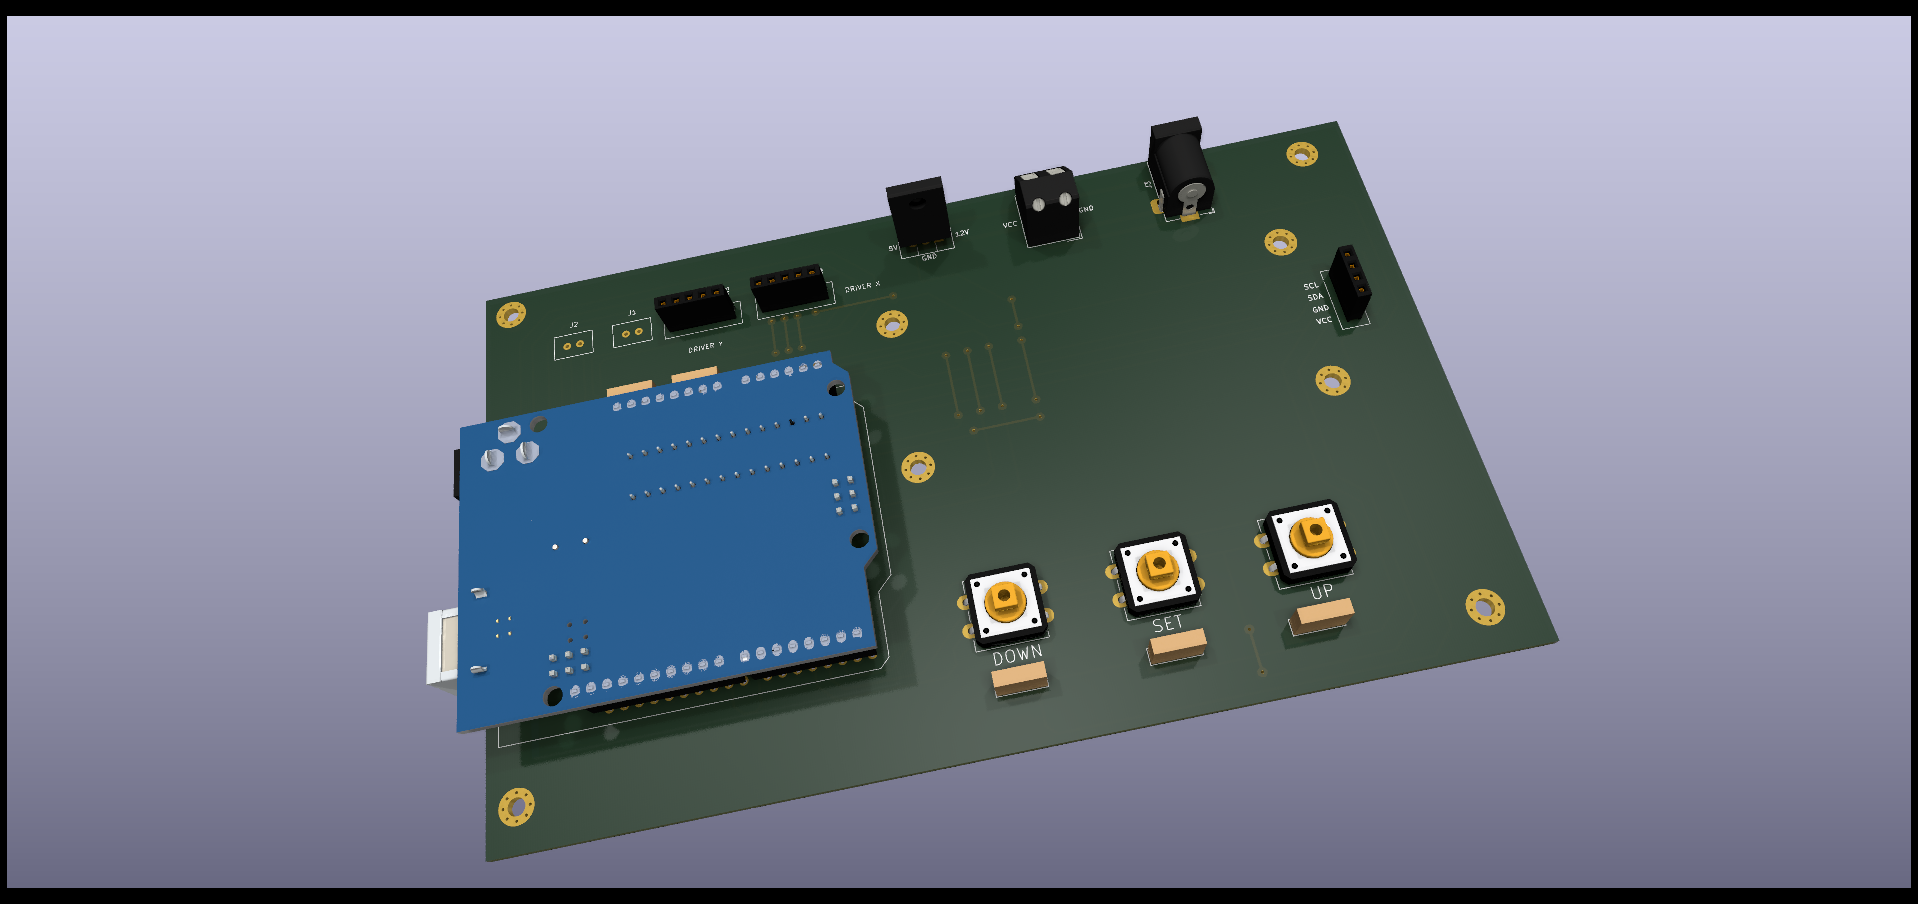 12V
5V
GND
VCC
GND
SCL
SDA
GND
VCC
DRIVER X
J1
J2
DRIVER Y
UP
SET
DOWN